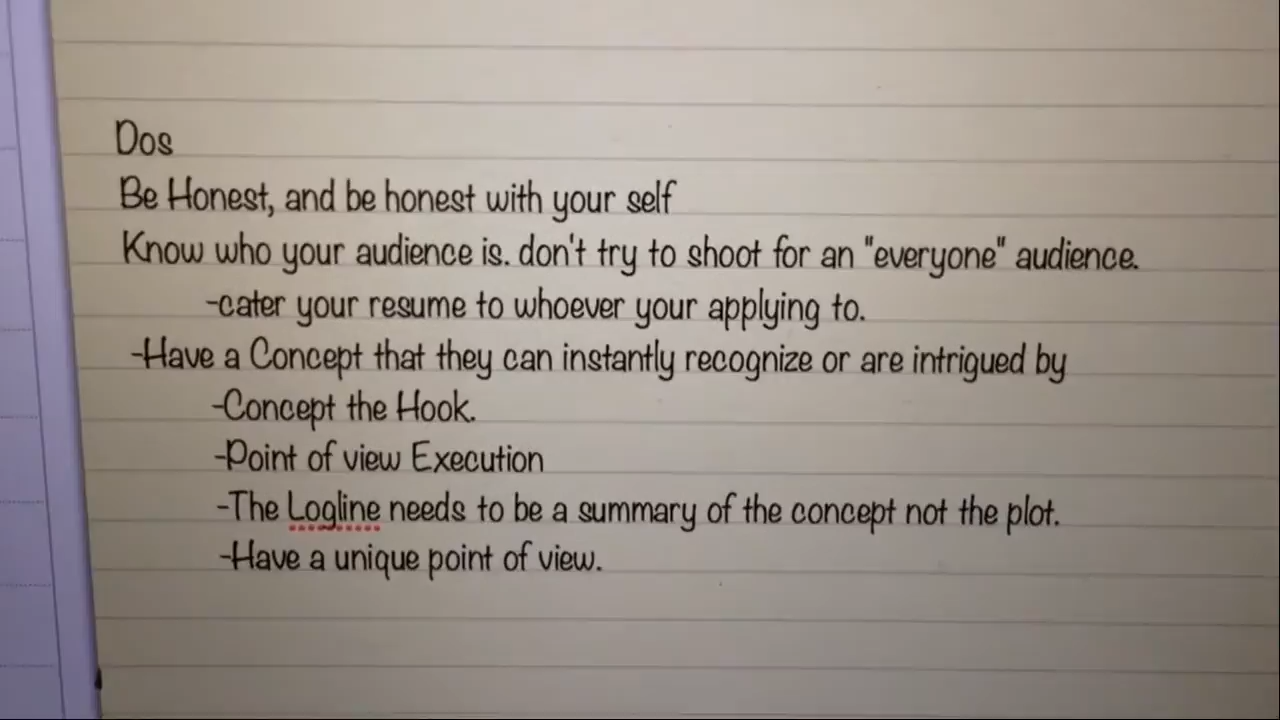 Dos
Be Honest, and be honest with your self
Know who your audience is. don't try to shoot for an "everyone" audience.
-cater your resume to whoever your applying to.
-Have a Concept that they can instantly recognize or are intrigued by
-Concept the Hook.
-Point of view Execution
-The Logline needs to be a summary of the concept not the plot.
-Have a unique point of view.